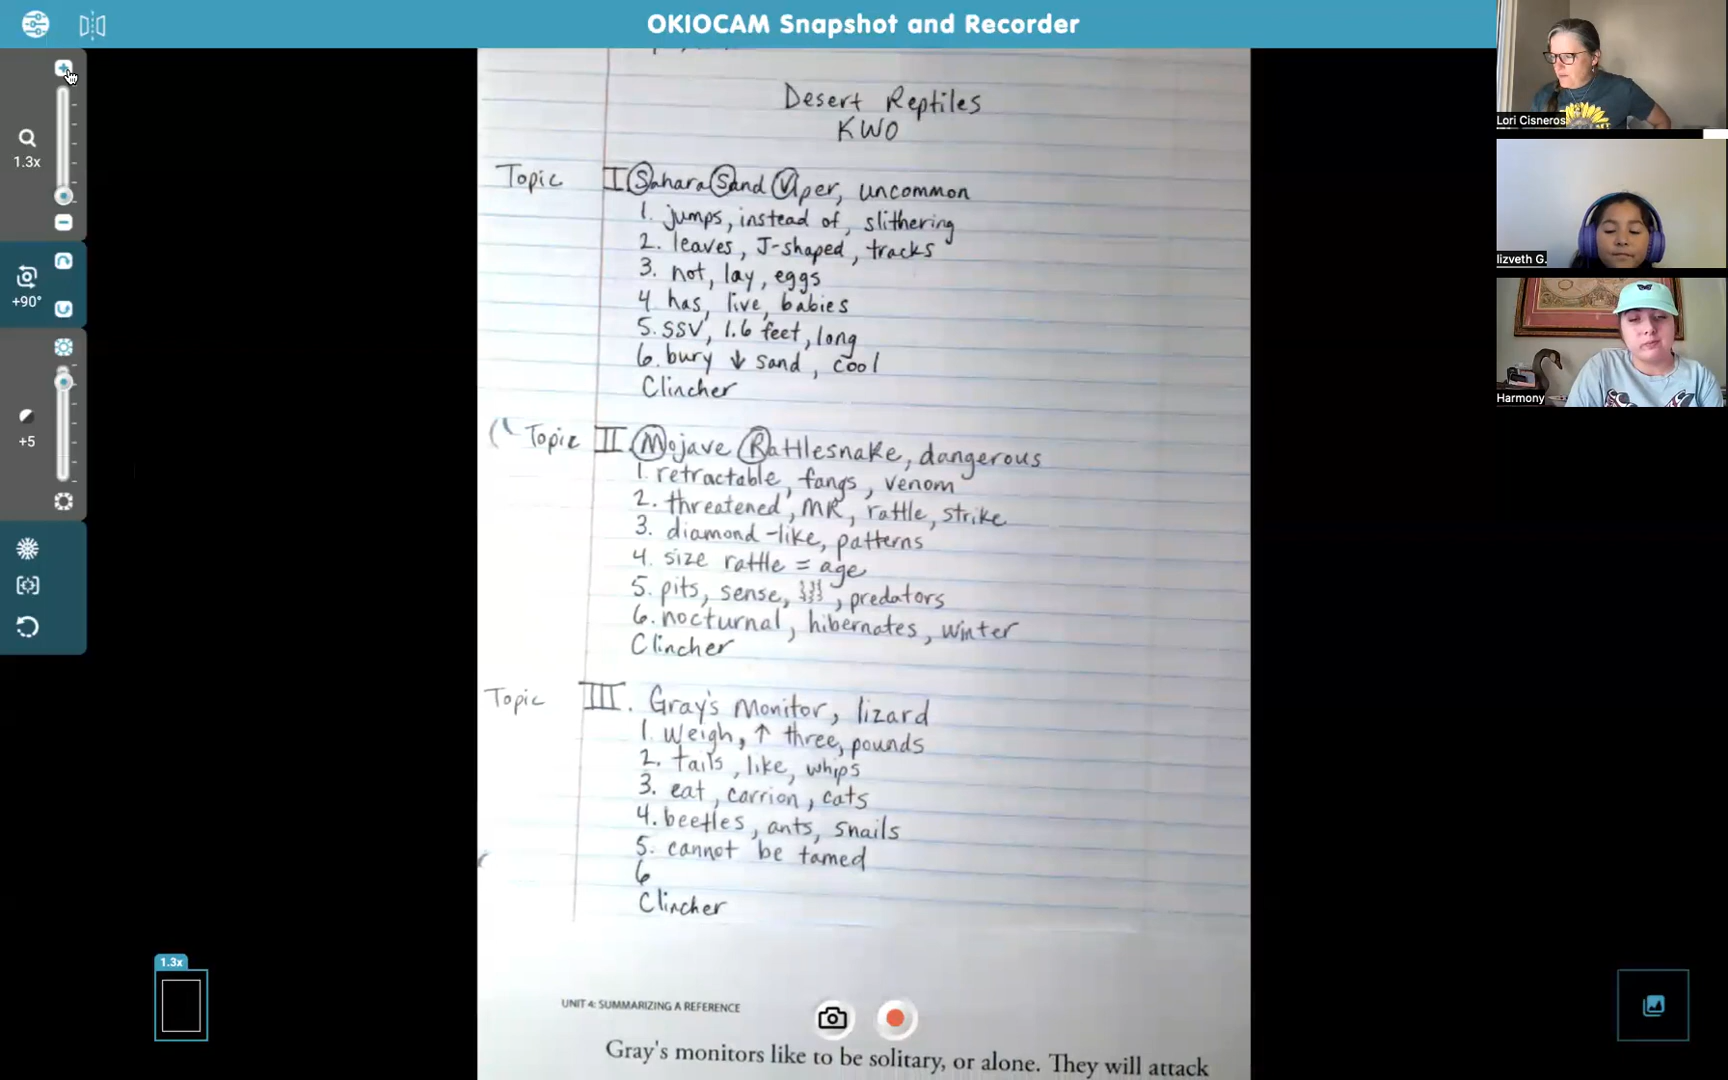 OKIOCAM Snapshot and Recorder
1.3x
+90°
+5
1.3x
Lori Cisneros
lizveth G.
Harmony
Desert Reptiles
KWO
Topic I Sahara Sand Viper, uncommon
1. jumps, instead of, slithering
2. leaves, J-shaped, tracks
3. not, lay, eggs
4. has, live, babies
5. SSV, 1.6 feet, long
6. bury ↓ sand, cool
Clincher
Topic II. Mojave Rattlesnake, dangerous
1. retractable, fangs, venom
2. threatened, MR, rattle, strike
3. diamond-like, patterns
4. size rattle = age
5. pits, sense, , predators
6. nocturnal, hibernates, winter
Clincher
Topic III. Gray's Monitor, lizard
1. weigh, ↑ three, pounds
2. tails, like, whips
3. eat, carrion, cats
4. beetles, ants, snails
5. cannot be tamed
6
Clincher
UNIT 4: SUMMARIZING A REFERENCE
Gray's monitors like to be solitary, or alone. They will attack